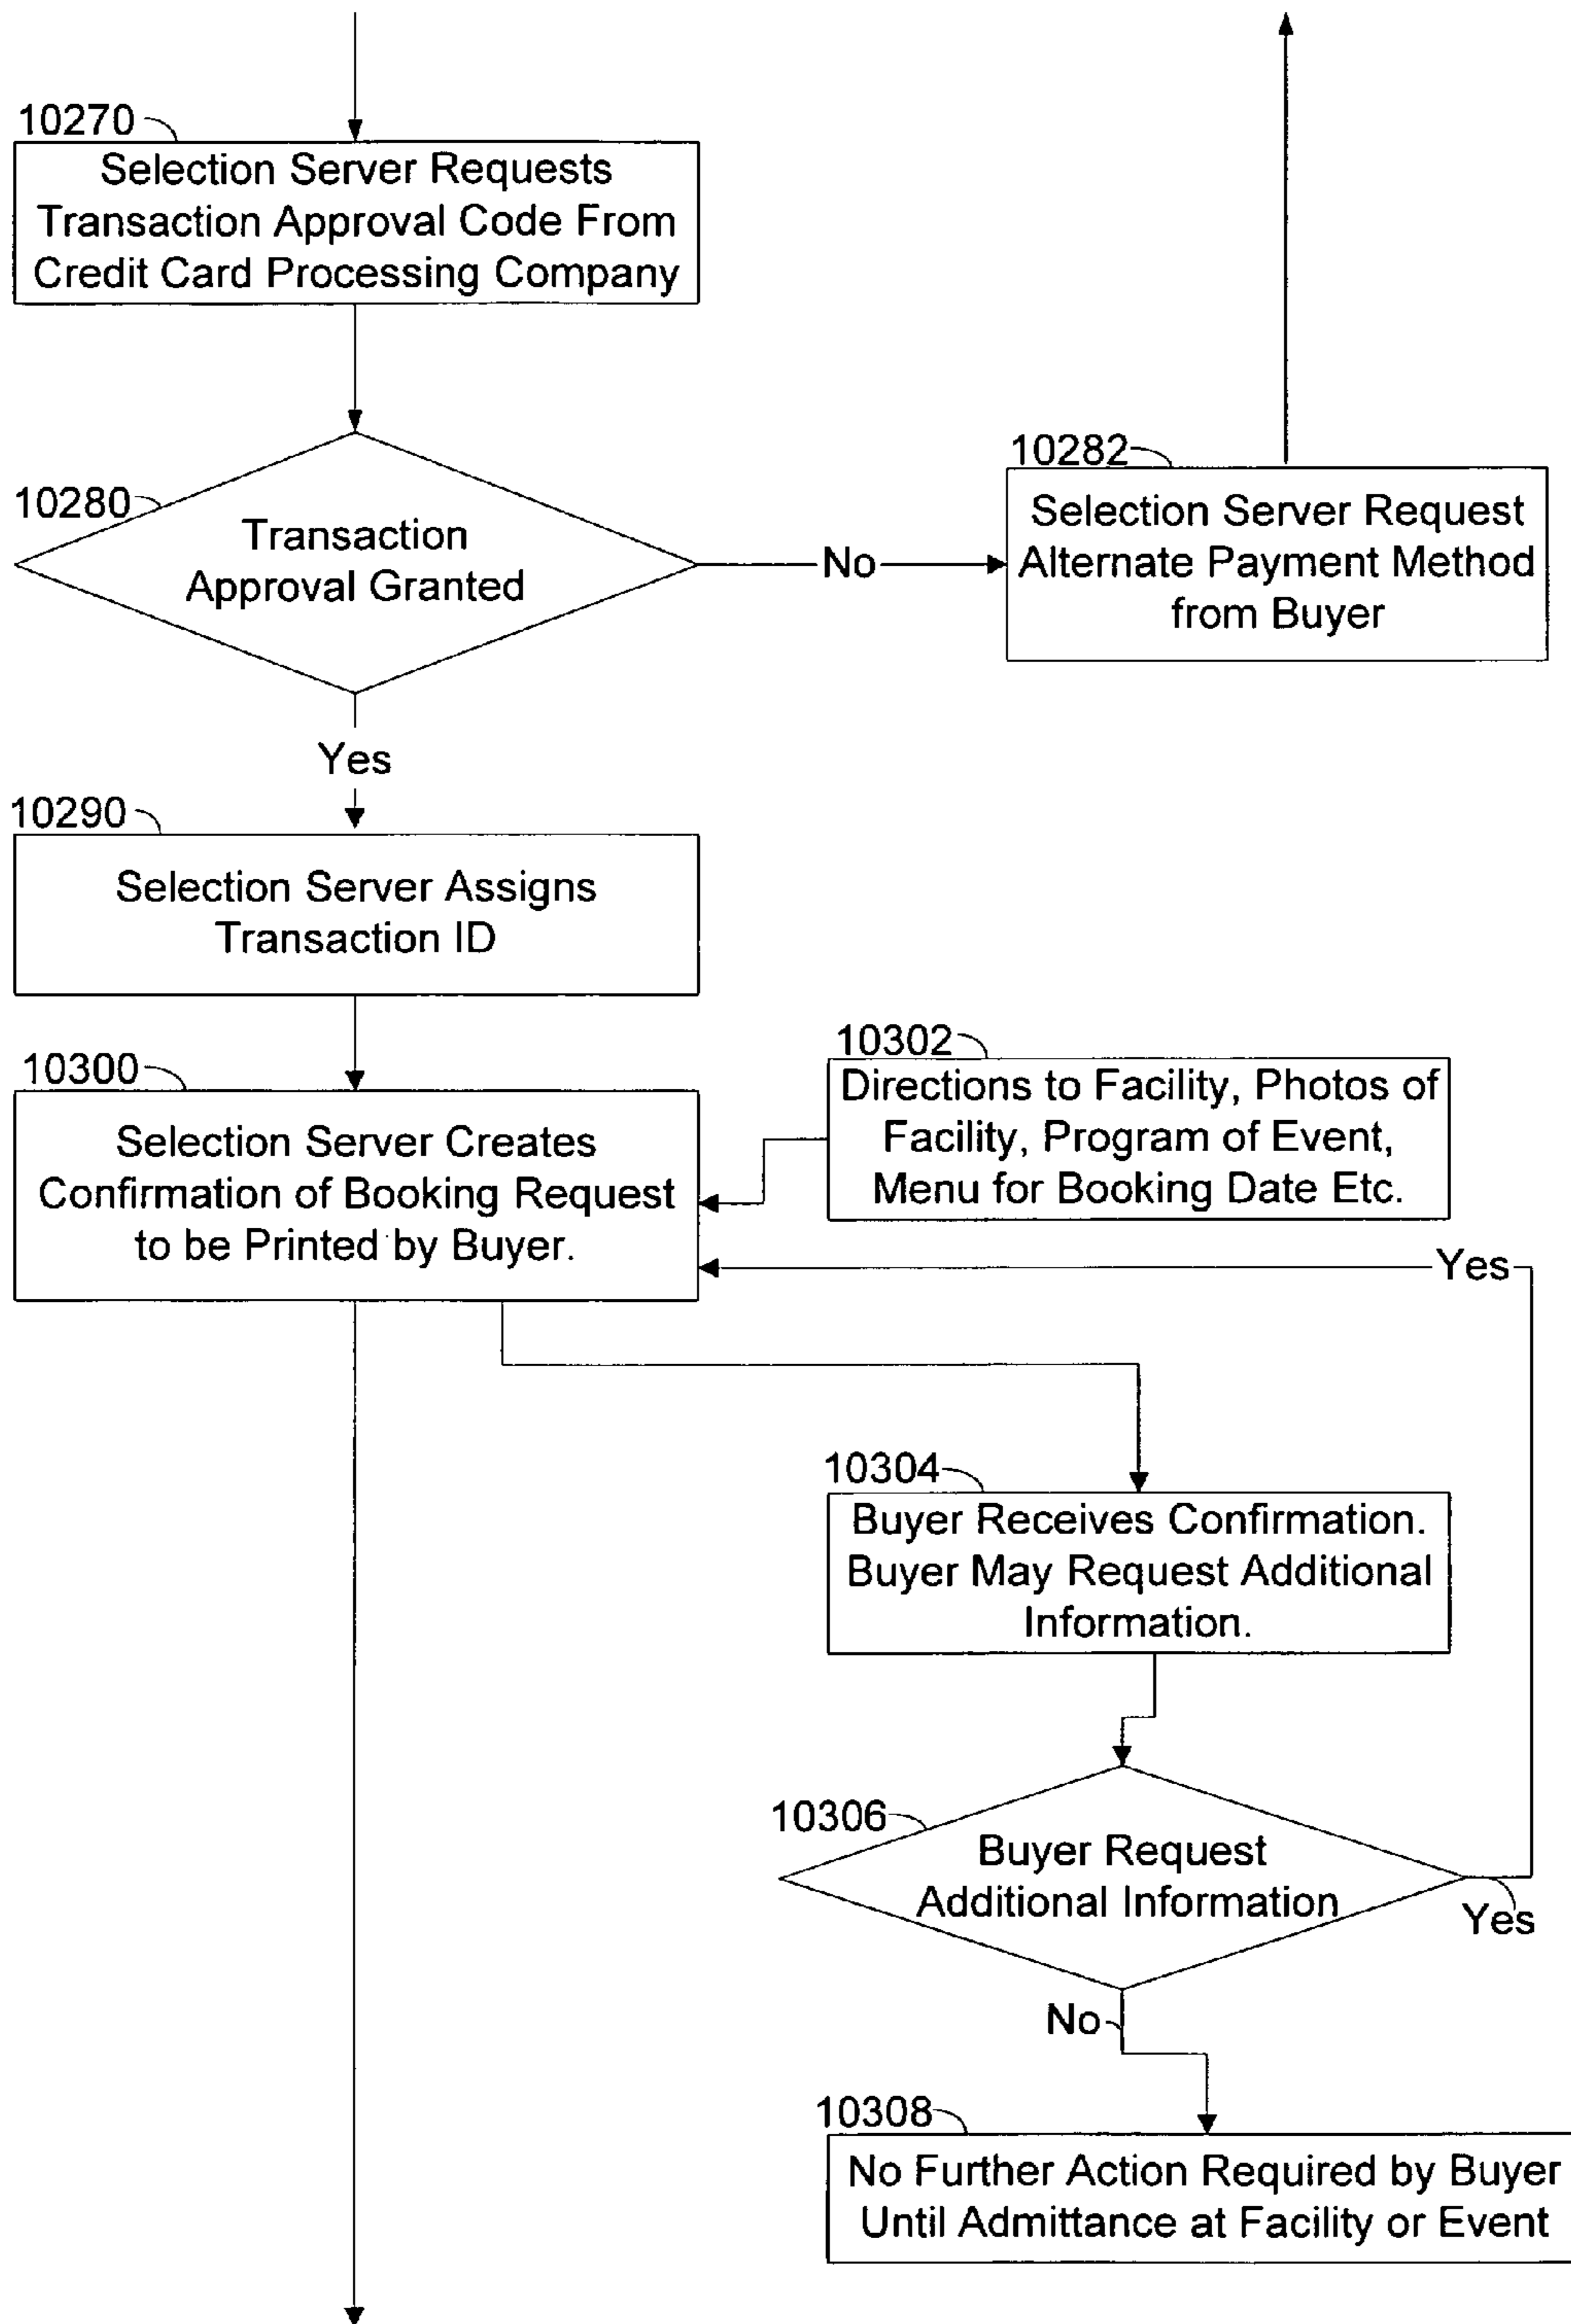 10270
Selection Server Requests
Transaction Approval Code From
Credit Card Processing Company
10280
Transaction
Approval Granted
No
10282
Selection Server Request
Alternate Payment Method
from Buyer
Yes
10290
Selection Server Assigns
Transaction ID
10300
Selection Server Creates
Confirmation of Booking Request
to be Printed by Buyer.
10302
Directions to Facility, Photos of
Facility, Program of Event,
Menu for Booking Date Etc.
Yes
10304
Buyer Receives Confirmation.
Buyer May Request Additional
Information.
10306
Buyer Request
Additional Information
Yes
No
10308
No Further Action Required by Buyer
Until Admittance at Facility or Event